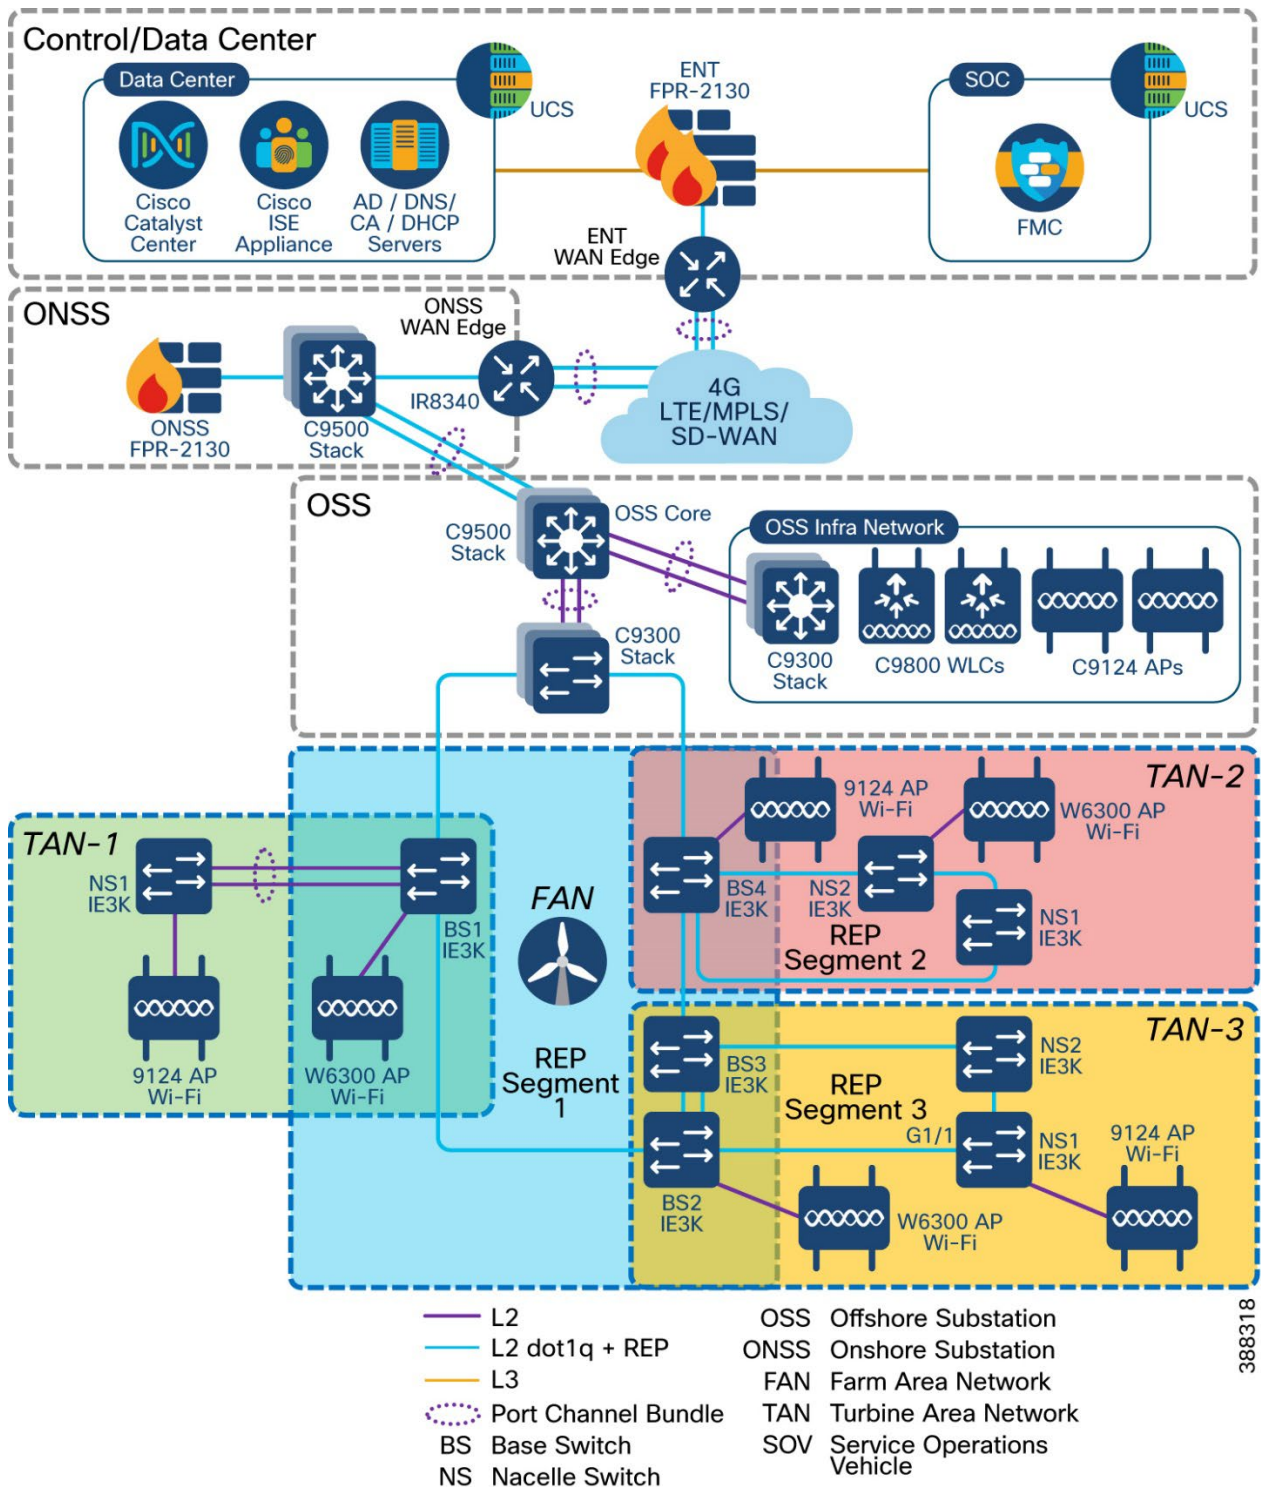 Control/Data Center
Data Center
UCS
ENT
FPR-2130
SOC
UCS
Cisco
Catalyst
Center
Cisco
ISE
Appliance
AD / DNS/
CA / DHCP
Servers
FMC
ENT
WAN Edge
ONSS
ONSS
WAN Edge
ONSS
FPR-2130
C9500
Stack
IR8340
4G
LTE/MPLS/
SD-WAN
OSS
C9500
Stack
OSS Core
OSS Infra Network
C9300
Stack
C9800 WLCs
C9124 APs
C9300
Stack
TAN-1
NS1
IE3K
BS1
IE3K
9124 AP
Wi-Fi
W6300 AP
Wi-Fi
FAN
REP
Segment
1
TAN-2
9124 AP
Wi-Fi
W6300 AP
Wi-Fi
BS4
IE3K
NS2
IE3K
NS1
IE3K
REP
Segment 2
TAN-3
BS3
IE3K
NS2
IE3K
REP
Segment 3
G1/1
NS1
IE3K
9124 AP
Wi-Fi
BS2
IE3K
W6300 AP
Wi-Fi
L2
L2 dot1q + REP
L3
Port Channel Bundle
BS Base Switch
NS Nacelle Switch
OSS Offshore Substation
ONSS Onshore Substation
FAN Farm Area Network
TAN Turbine Area Network
SOV Service Operations
Vehicle
388318